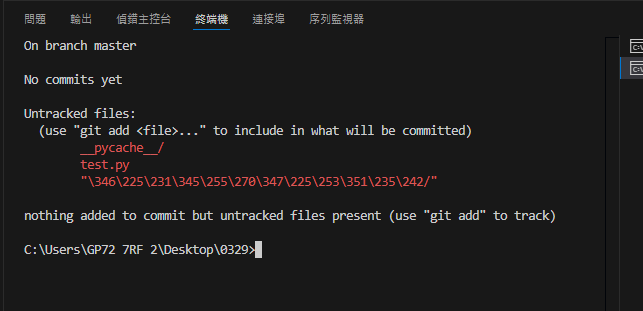 問題 輸出 偵錯主控台 終端機 連接埠 序列監視器
On branch master
No commits yet
Untracked files:
(use "git add <file>..." to include in what will be committed)
__pycache__/
test.py
"\346\225\231\345\255\270\347\225\253\351\235\242/"
nothing added to commit but untracked files present (use "git add" to track)
C:\Users\GP72 7RF 2\Desktop\0329>